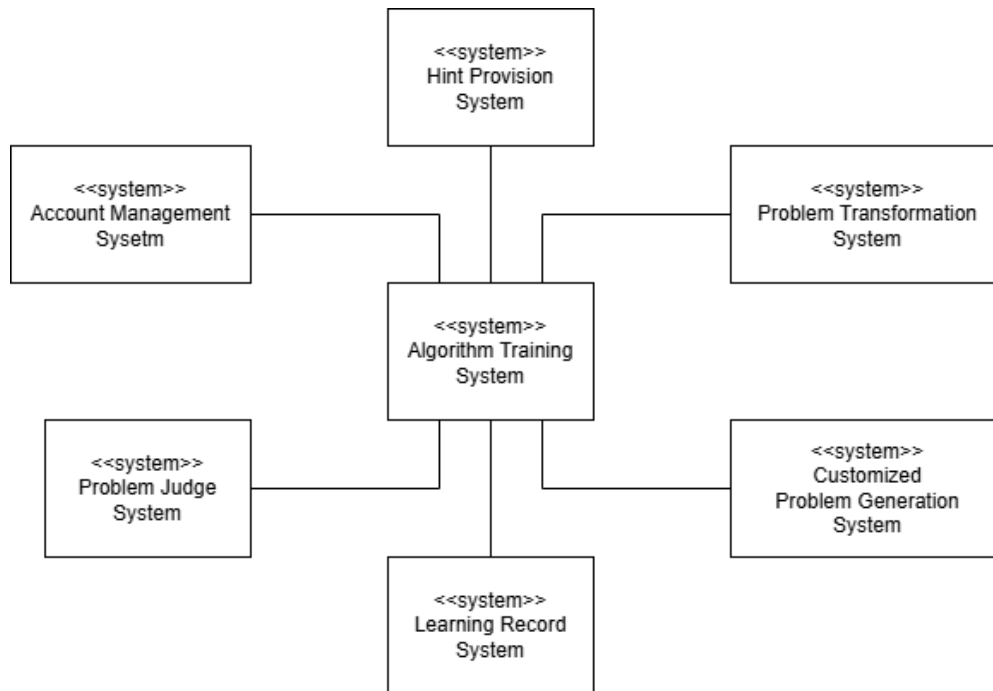 <<system>>
Hint Provision
System
<<system>>
Account Management
Sysetm
<<system>>
Problem Transformation
System
<<system>>
Algorithm Training
System
<<system>>
Problem Judge
System
<<system>>
Customized
Problem Generation
System
<<system>>
Learning Record
System